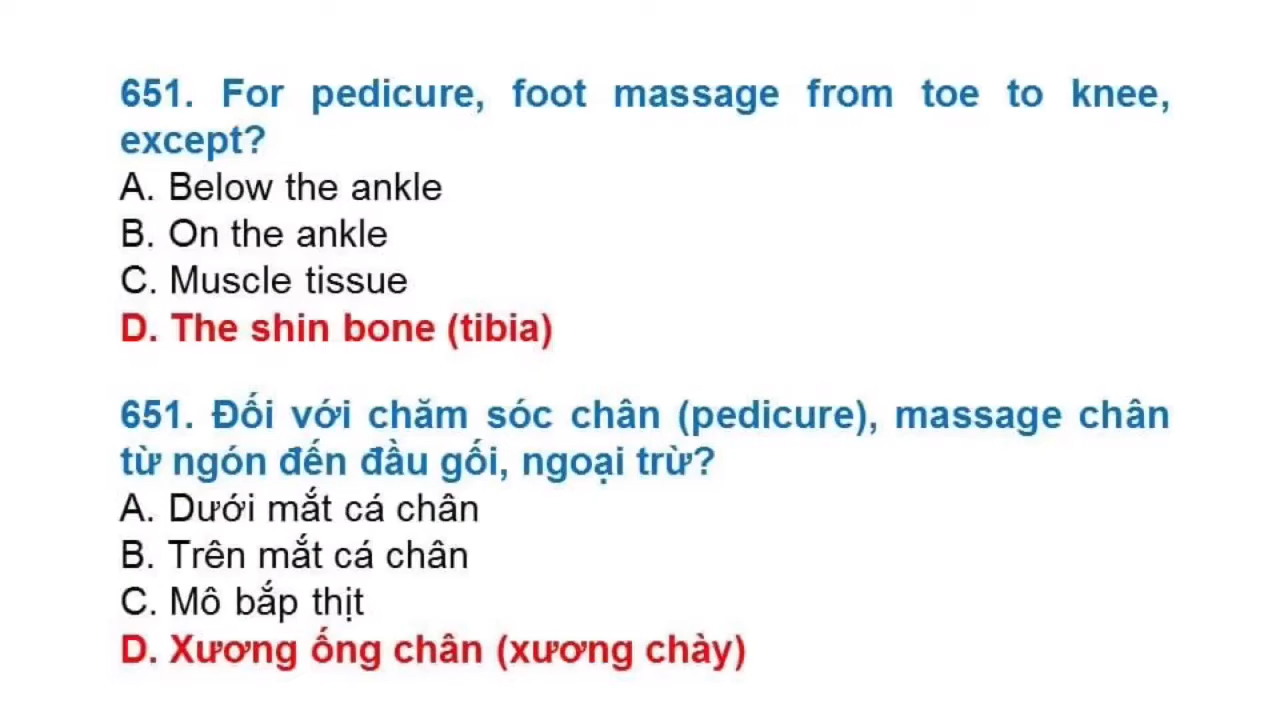 651. For pedicure, foot massage from toe to knee,
except?
A. Below the ankle
B. On the ankle
C. Muscle tissue
D. The shin bone (tibia)
651. Đối với chăm sóc chân (pedicure), massage chân
từ ngón đến đầu gối, ngoại trừ?
A. Dưới mắt cá chân
B. Trên mắt cá chân
C. Mô bắp thịt
D. Xương ống chân (xương chày)